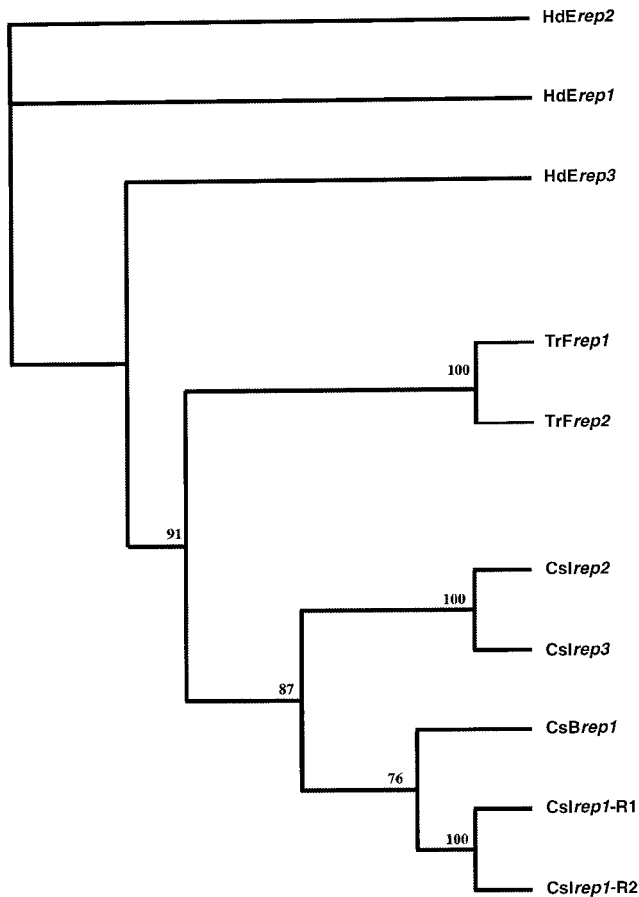 HdErep2
HdErep1
HdErep3
TrFrep1
100
TrFrep2
91
CsIrep2
100
CsIrep3
87
CsBrep1
76
CsIrep1-R1
100
CsIrep1-R2